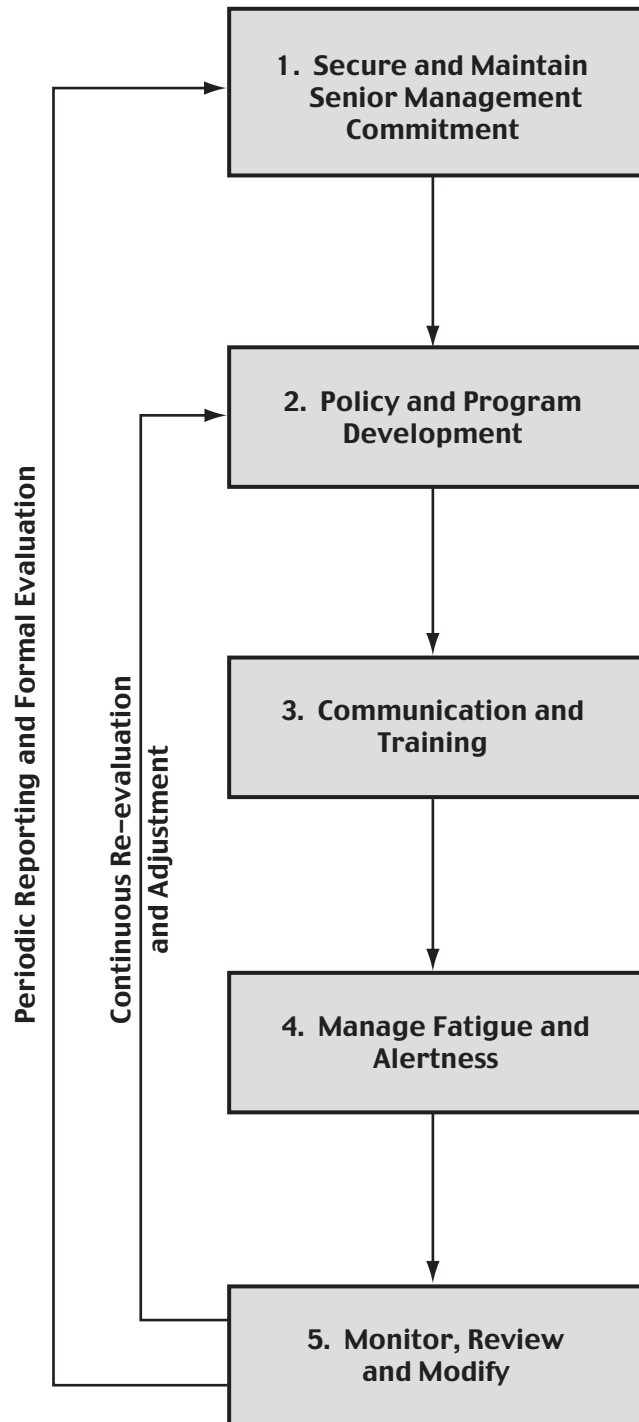 1. Secure and Maintain
Senior Management
Commitment
2. Policy and Program
Development
3. Communication and
Training
4. Manage Fatigue and
Alertness
5. Monitor, Review
and Modify
Periodic Reporting and Formal Evaluation
Continuous Re-evaluation
and Adjustment